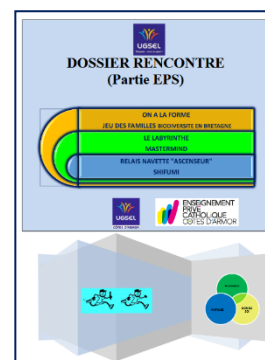 UGSEL
DOSSIER RENCONTRE
(Partie EPS)
ON A LA FORME
JEU DES FAMILLES BIODIVERSITE EN BRETAGNE
LE LABYRINTHE
MASTERMIND
RELAIS NAVETTE "ASCENSEUR"
SHIFUMI
UGSEL
ENSEIGNEMENT
PRIVÉ
CATHOLIQUE
CÔTES D'ARMOR